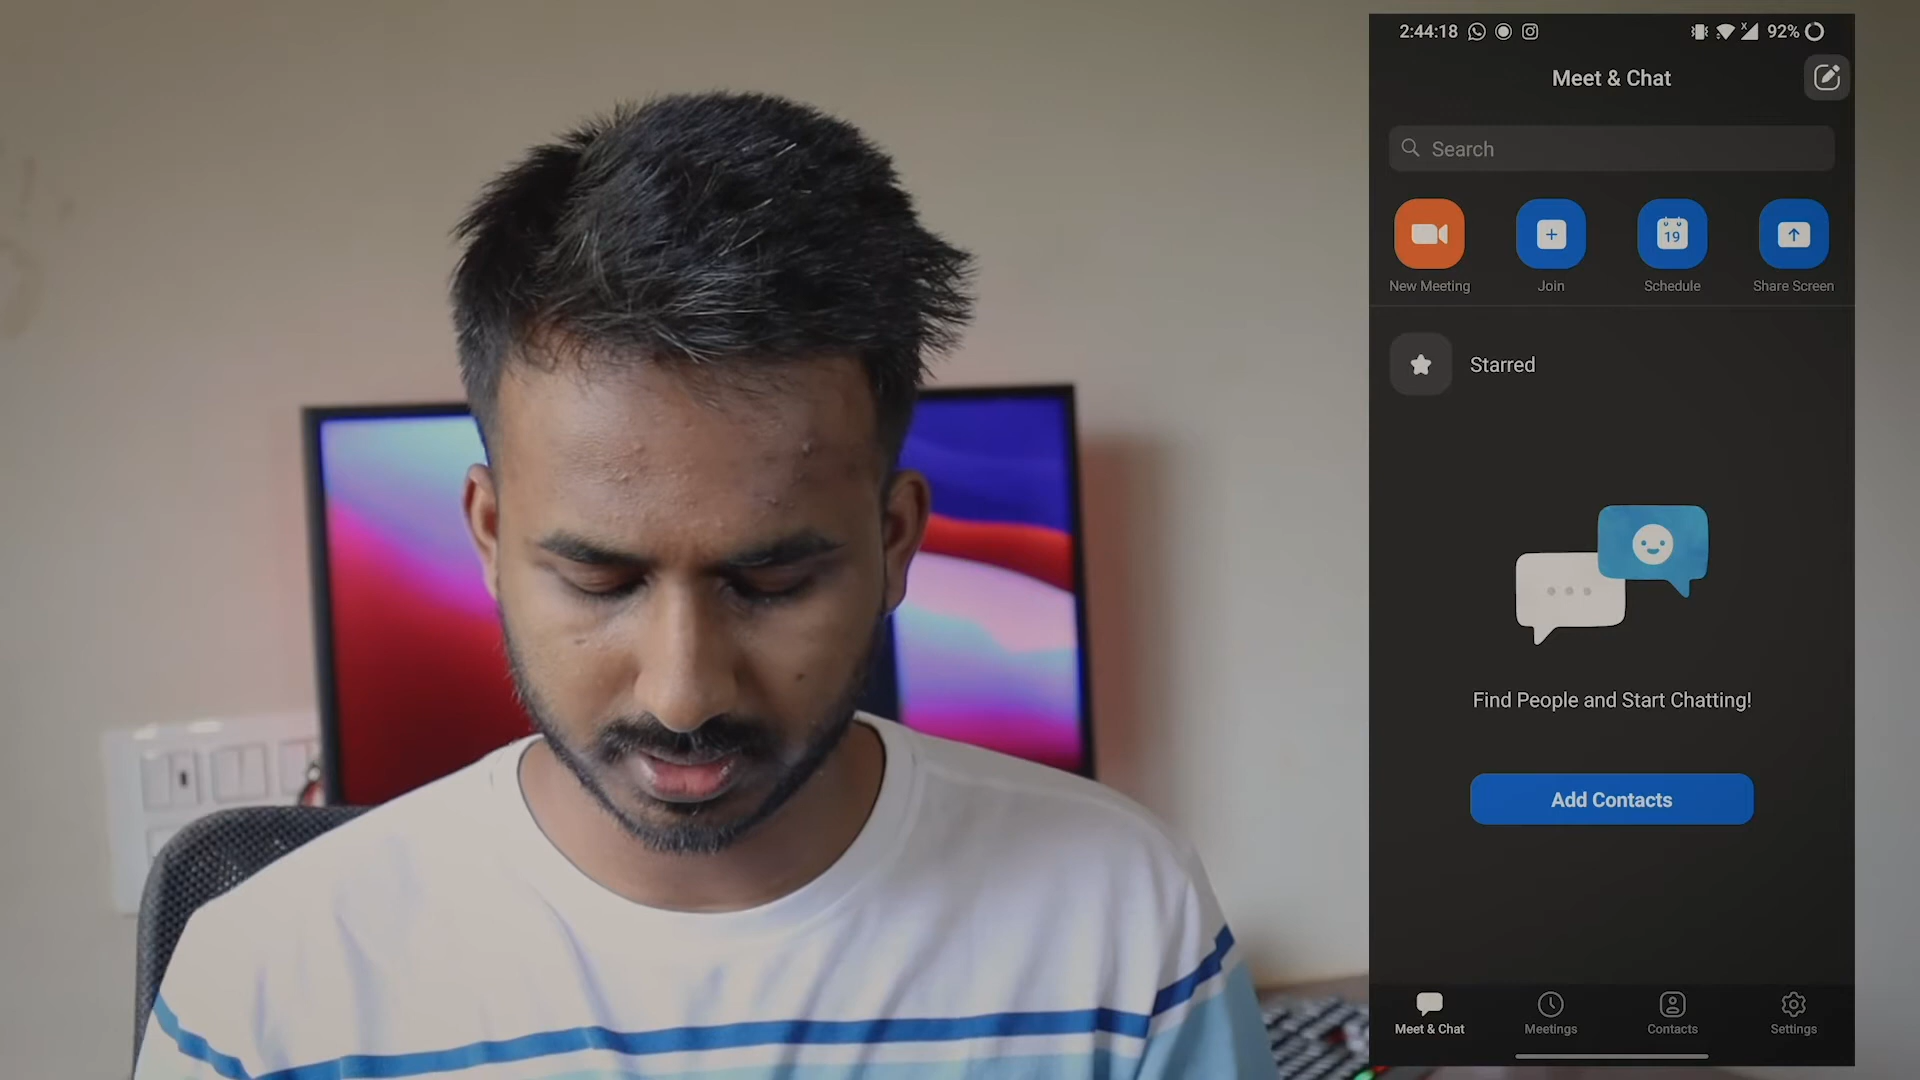 2:44:18 92%
Meet & Chat
Search
19
New Meeting Join Schedule Share Screen
Starred
Find People and Start Chatting!
Add Contacts
Meet & Chat Meetings Contacts Settings